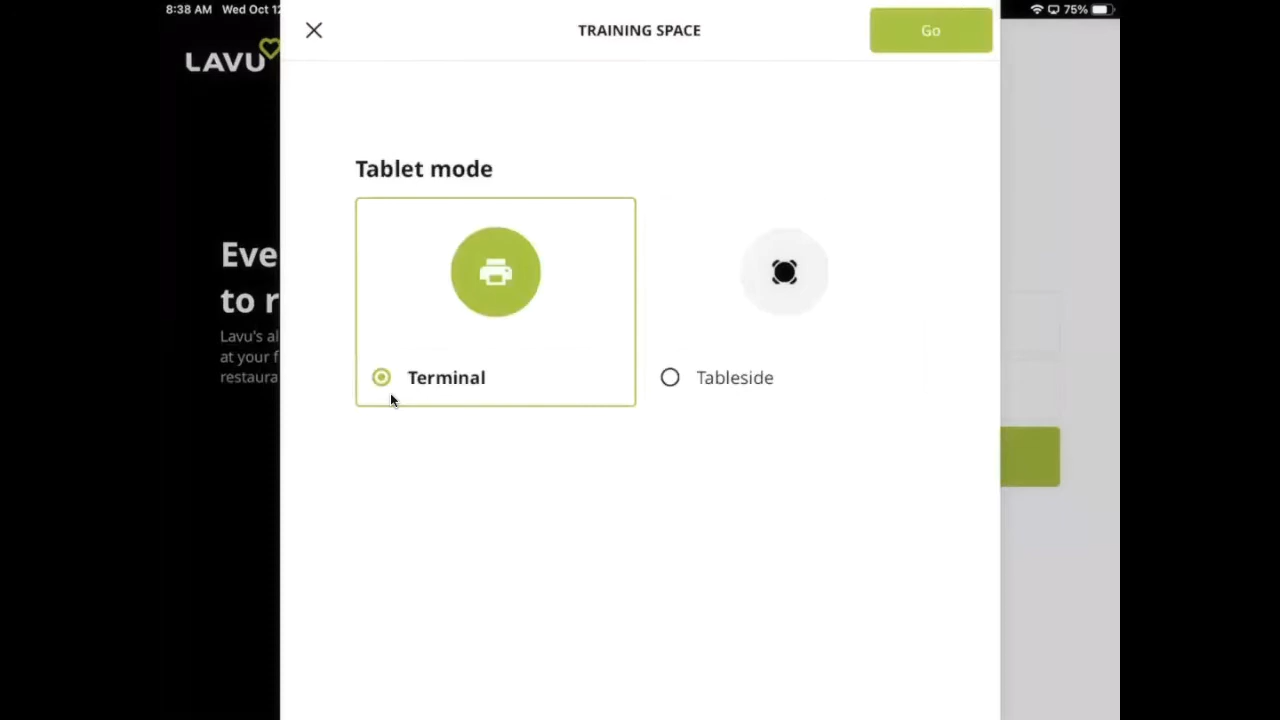 8:38 AM Wed Oct 12
75%
LAVU
TRAINING SPACE
Go
Tablet mode
Terminal
Tableside
Eve
to r
Lavu's al
at your f
restaura